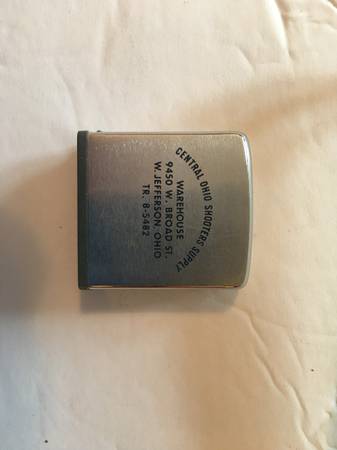 CENTRAL OHIO SHOOTERS SUPPLY
WAREHOUSE
9450 W. BROAD ST.
W. JEFFERSON, OHIO
TR. 8-5482